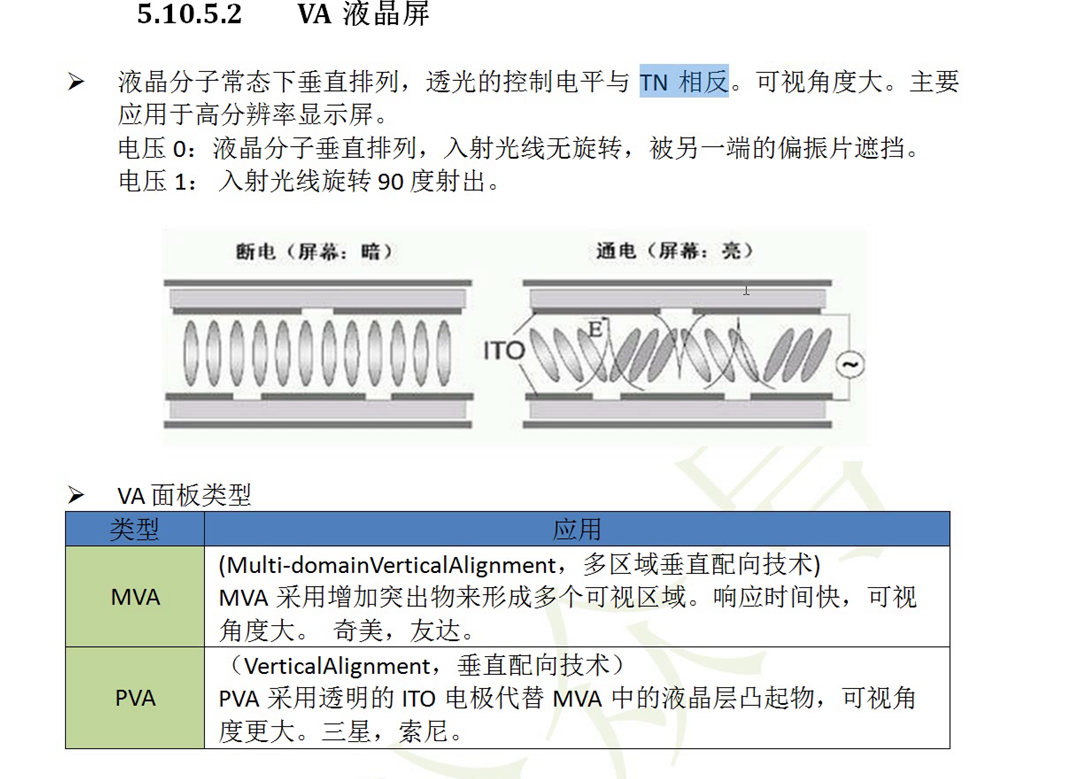 5.10.5.2 VA 液晶屏
➢ 液晶分子常态下垂直排列，透光的控制电平与 TN 相反。可视角度大。主要
应用于高分辨率显示屏。
电压 0：液晶分子垂直排列，入射光线无旋转，被另一端的偏振片遮挡。
电压 1： 入射光线旋转 90 度射出。
断电（屏幕：暗） 通电（屏幕：亮）
E
ITO
~
➢ VA 面板类型
类型 应用
MVA
(Multi-domainVerticalAlignment，多区域垂直配向技术)
MVA 采用增加突出物来形成多个可视区域。响应时间快，可视
角度大。 奇美，友达。
PVA
（VerticalAlignment，垂直配向技术）
PVA 采用透明的 ITO 电极代替 MVA 中的液晶层凸起物，可视角
度更大。三星，索尼。